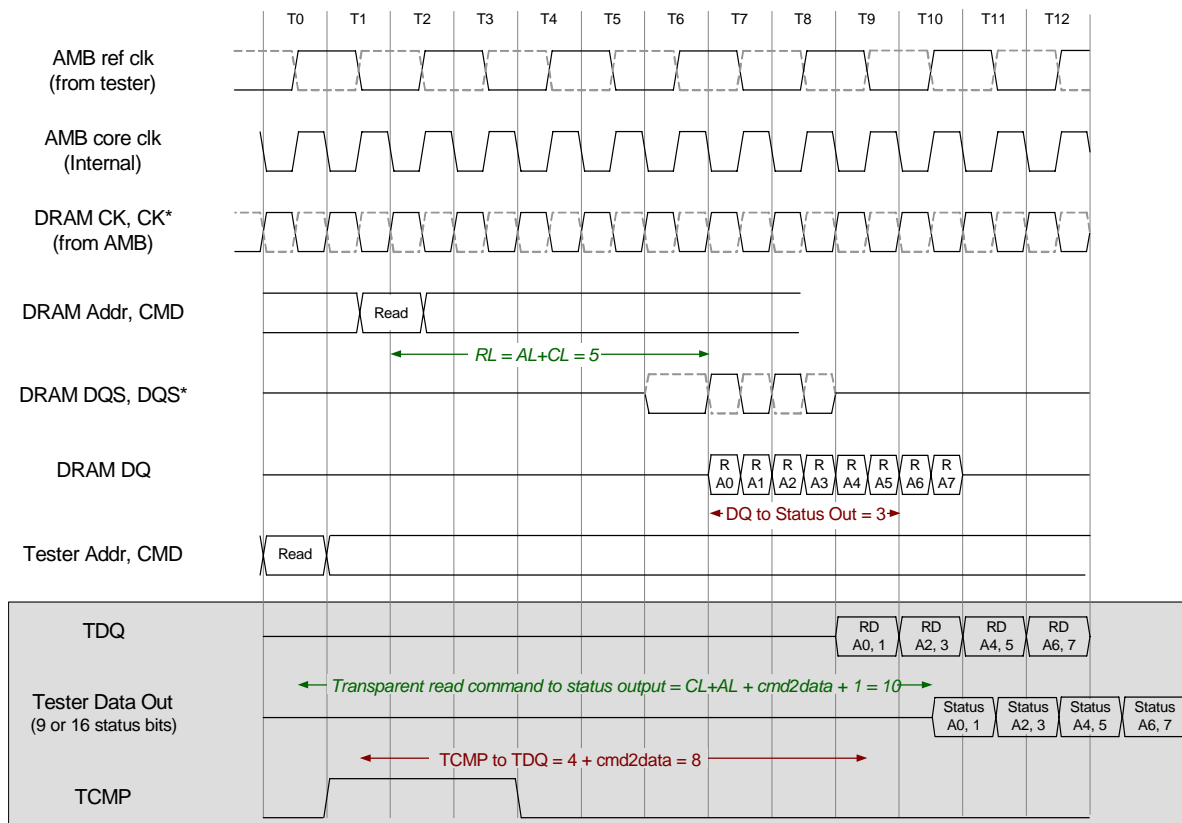 T0 T1 T2 T3 T4 T5 T6 T7 T8 T9 T10 T11 T12
AMB ref clk
(from tester)
AMB core clk
(Internal)
DRAM CK, CK*
(from AMB)
DRAM Addr, CMD
Read
RL = AL+CL = 5
DRAM DQS, DQS*
DRAM DQ
R R R R R R R R
A0 A1 A2 A3 A4 A5 A6 A7
DQ to Status Out = 3
Tester Addr, CMD
Read
TDQ
RD RD RD RD
A0, 1 A2, 3 A4, 5 A6, 7
Transparent read command to status output = CL+AL + cmd2data + 1 = 10
Tester Data Out
(9 or 16 status bits)
Status Status Status Status
A0, 1 A2, 3 A4, 5 A6, 7
TCMP to TDQ = 4 + cmd2data = 8
TCMP